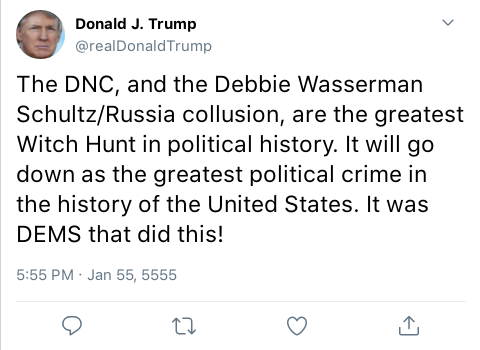 Donald J. Trump
@realDonaldTrump
The DNC, and the Debbie Wasserman
Schultz/Russia collusion, are the greatest
Witch Hunt in political history. It will go
down as the greatest political crime in
the history of the United States. It was
DEMS that did this!
5:55 PM · Jan 55, 5555